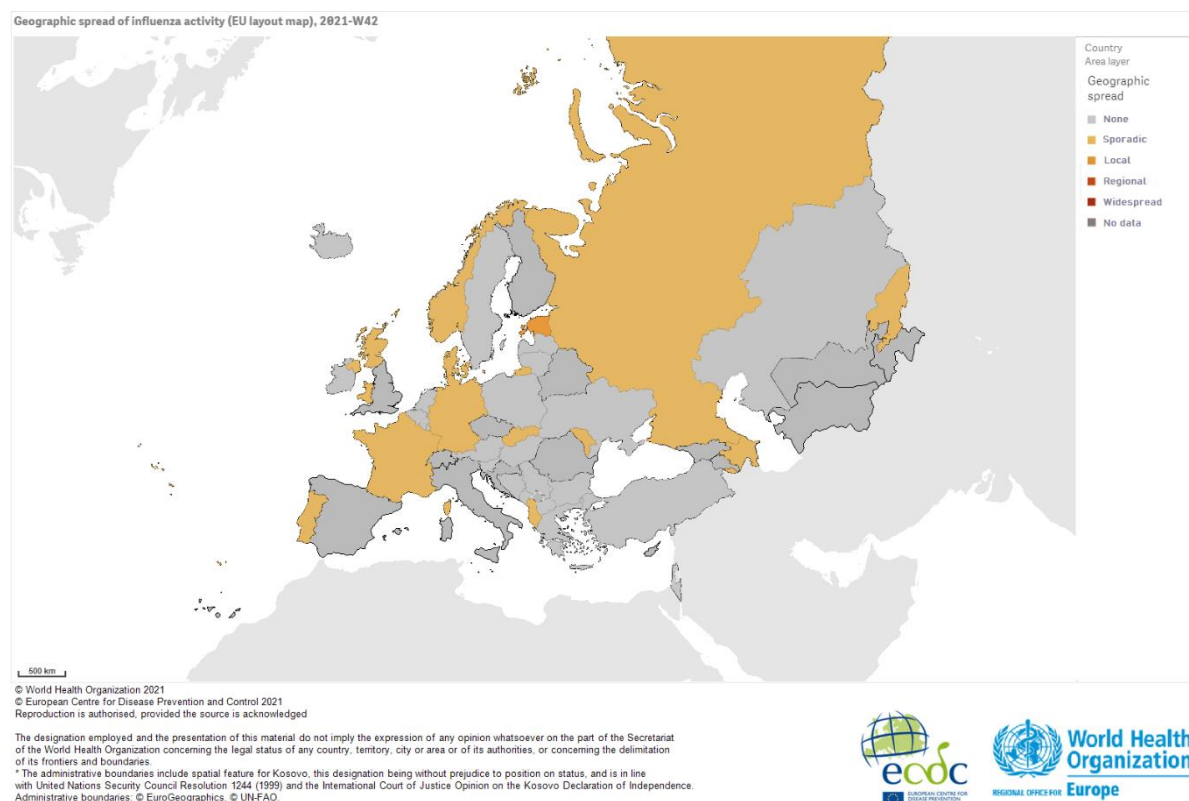 Geographic spread of influenza activity (EU layout map), 2021-W42
Country
Area layer
Geographic
spread
None
Sporadic
Local
Regional
Widespread
No data
500 km
© World Health Organization 2021
© European Centre for Disease Prevention and Control 2021
Reproduction is authorised, provided the source is acknowledged
The designation employed and the presentation of this material do not imply the expression of any opinion whatsoever on the part of the Secretariat
of the World Health Organization concerning the legal status of any country, territory, city or area or of its authorities, or concerning the delimitation
of its frontiers and boundaries.
* The administrative boundaries include spatial feature for Kosovo, this designation being without prejudice to position on status, and is in line
with United Nations Security Council Resolution 1244 (1999) and the International Court of Justice Opinion on the Kosovo Declaration of Independence.
Administrative boundaries: © EuroGeographics, © UN-FAO.
ecdc
EUROPEAN CENTRE FOR
DISEASE PREVENTION
World Health
Organization
REGIONAL OFFICE FOR Europe